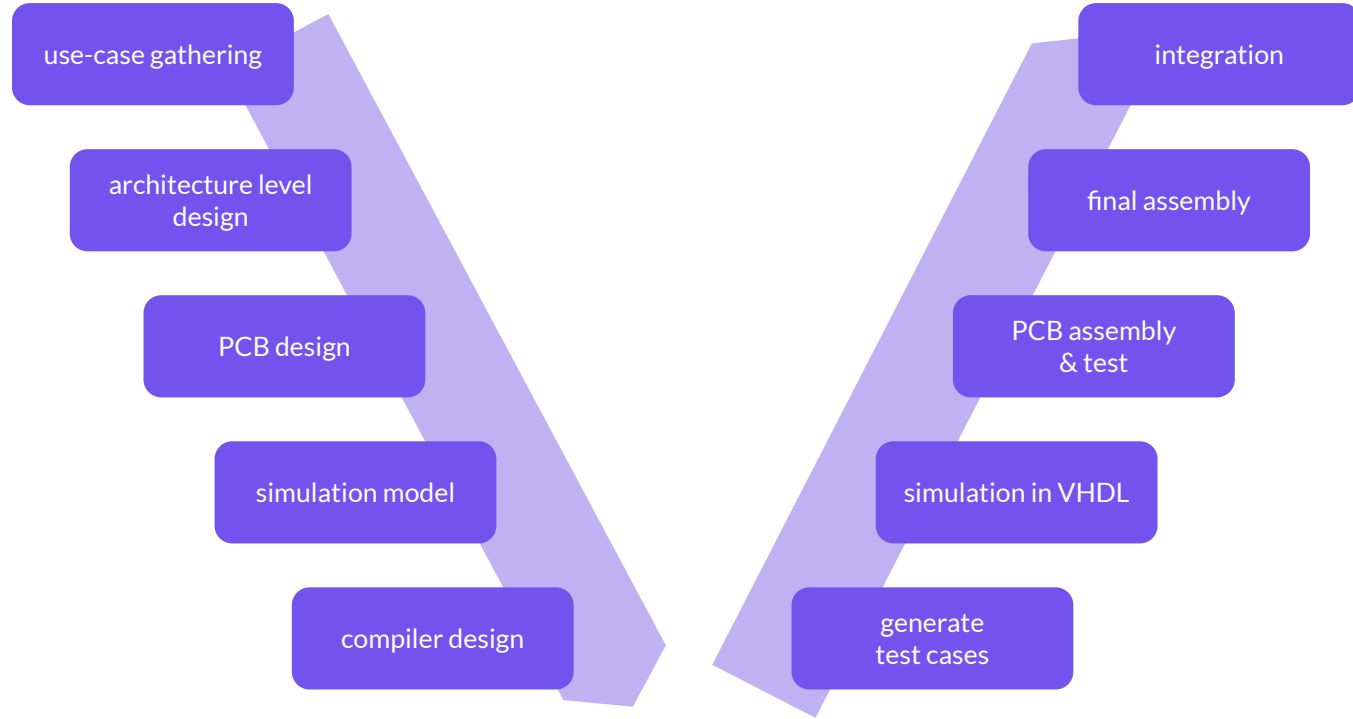 use-case gathering
architecture level
design
PCB design
simulation model
compiler design
integration
final assembly
PCB assembly
& test
simulation in VHDL
generate
test cases